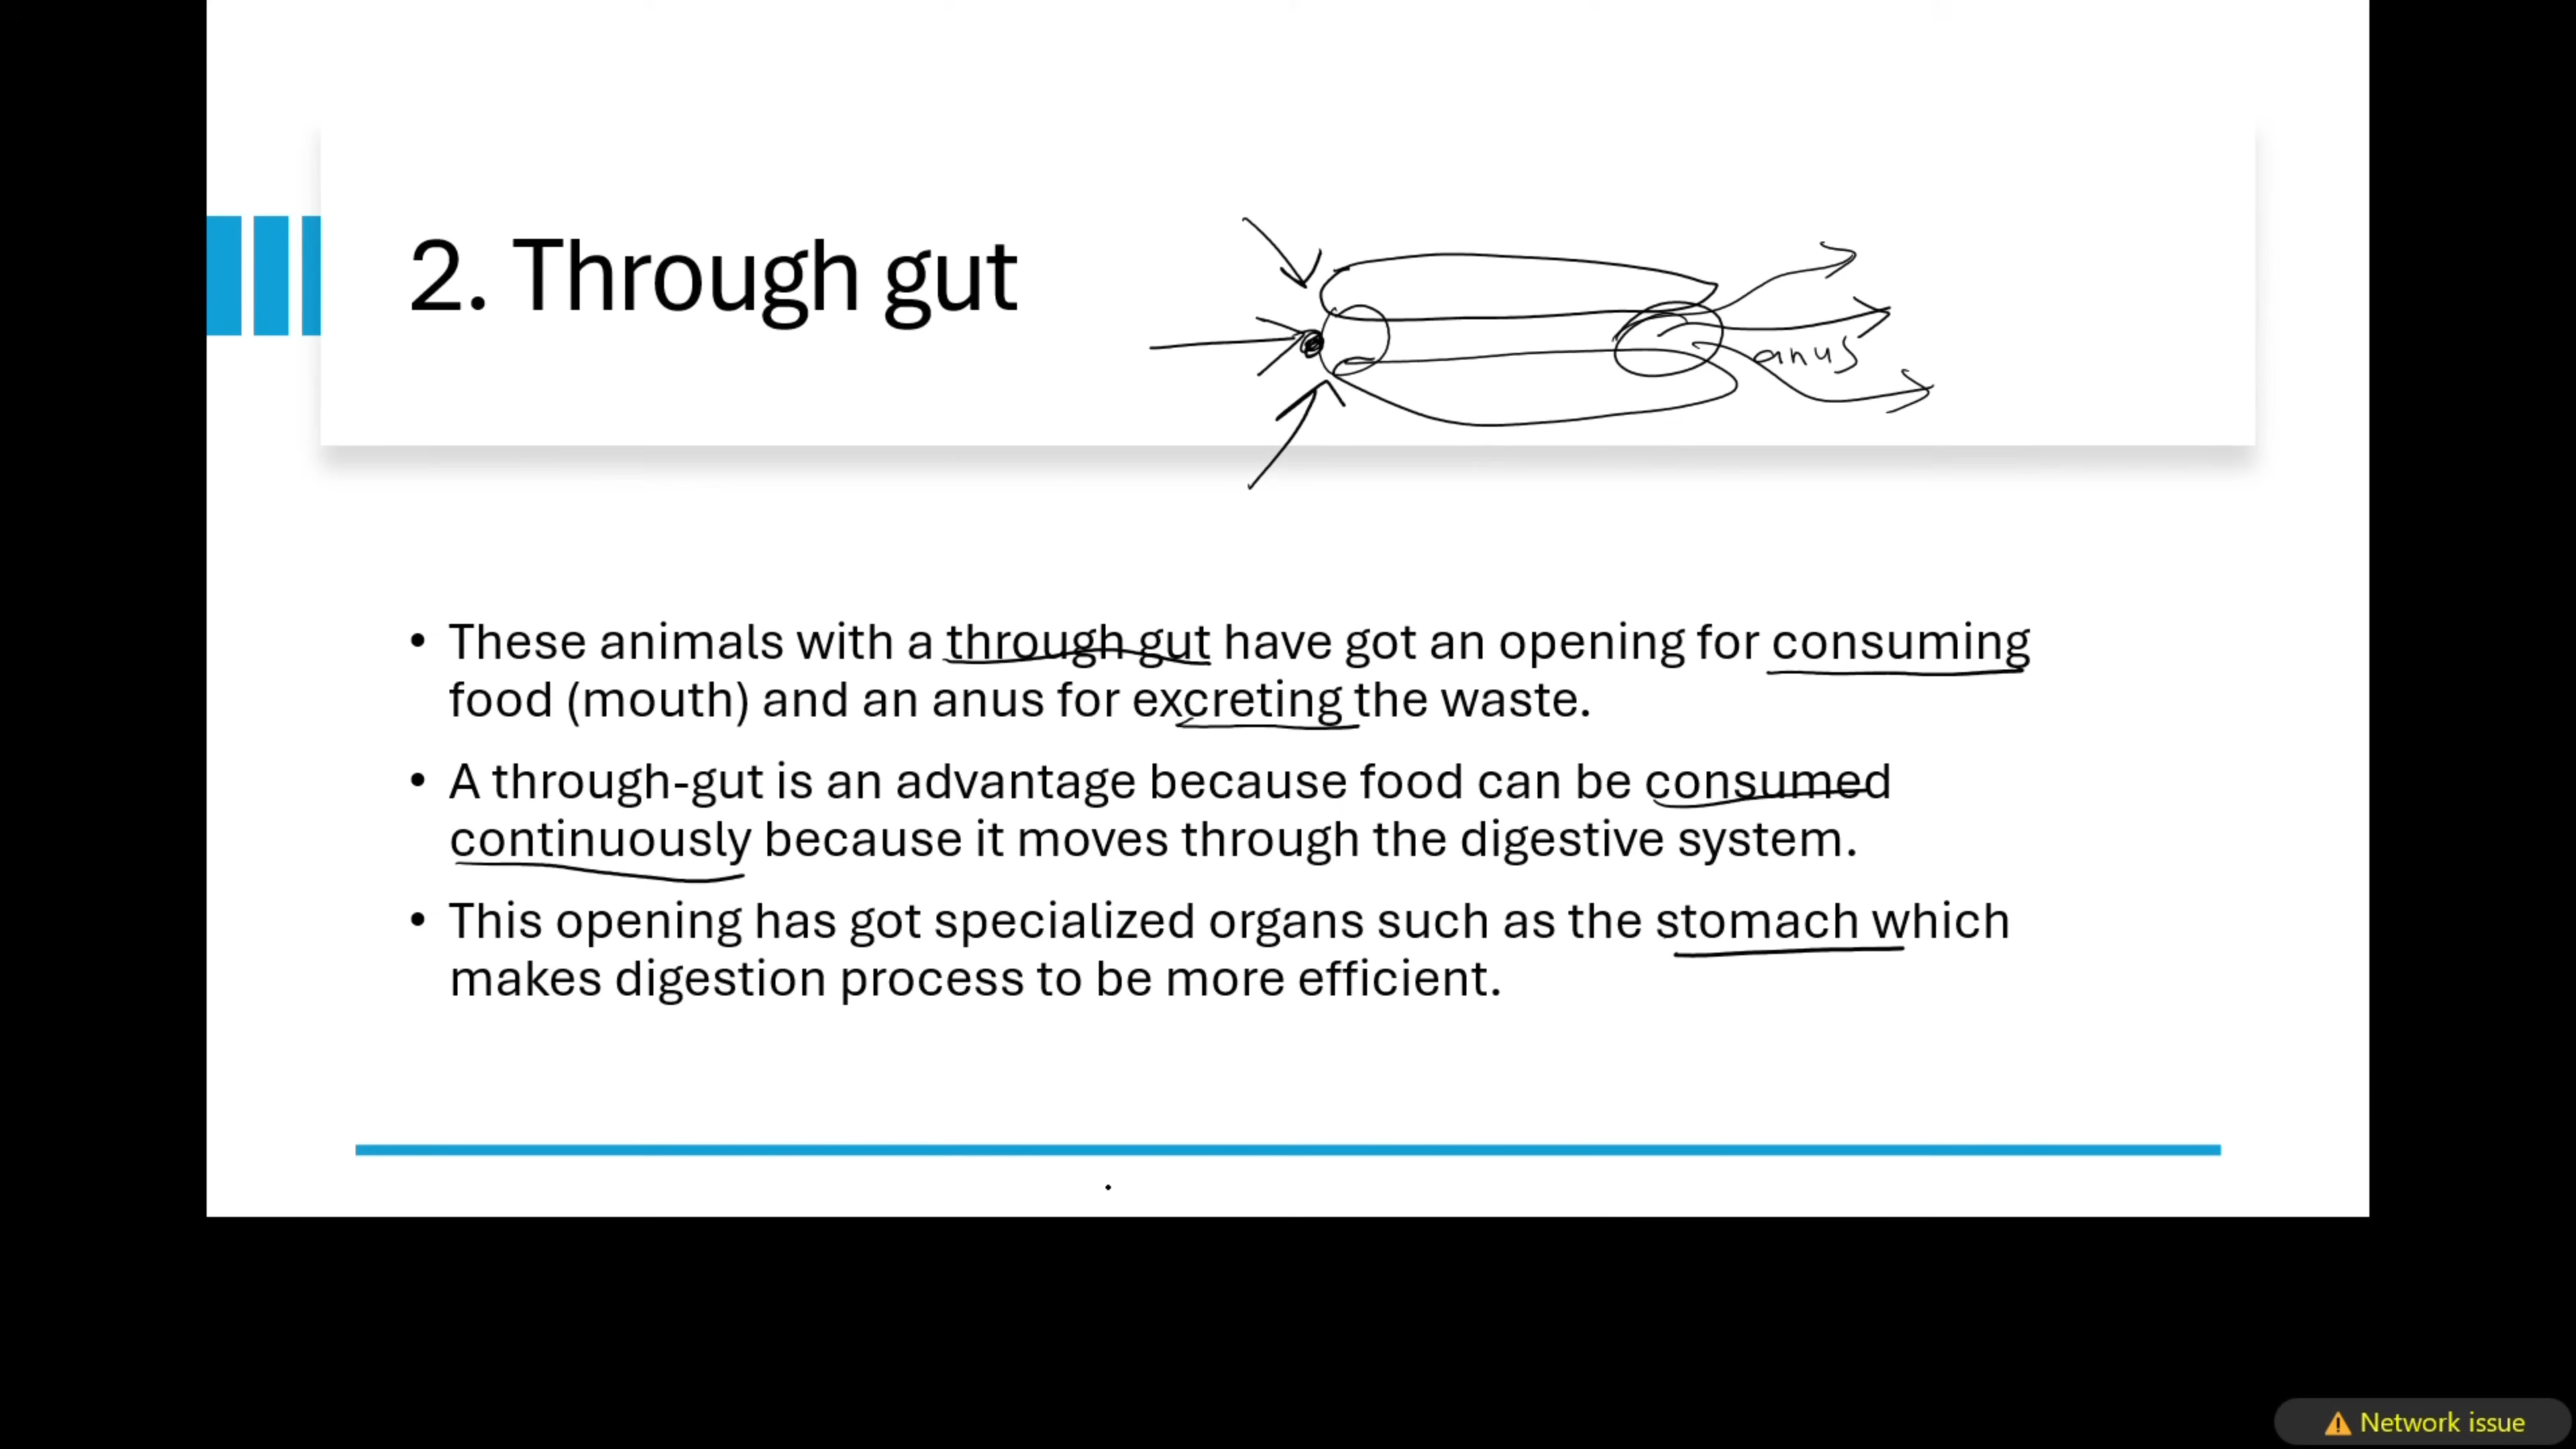 2. Through gut
anus
• These animals with a through gut have got an opening for consuming
food (mouth) and an anus for excreting the waste.
• A through-gut is an advantage because food can be consumed
continuously because it moves through the digestive system.
• This opening has got specialized organs such as the stomach which
makes digestion process to be more efficient.
Network issue